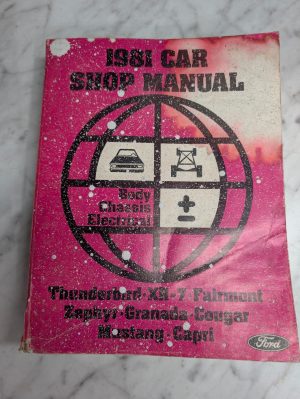 1981 CAR
SHOP MANUAL
Body
Chassis
Electrical
Thunderbird·XR-7·Fairmont
Zephyr·Granada·Cougar
Mustang·Capri
Ford